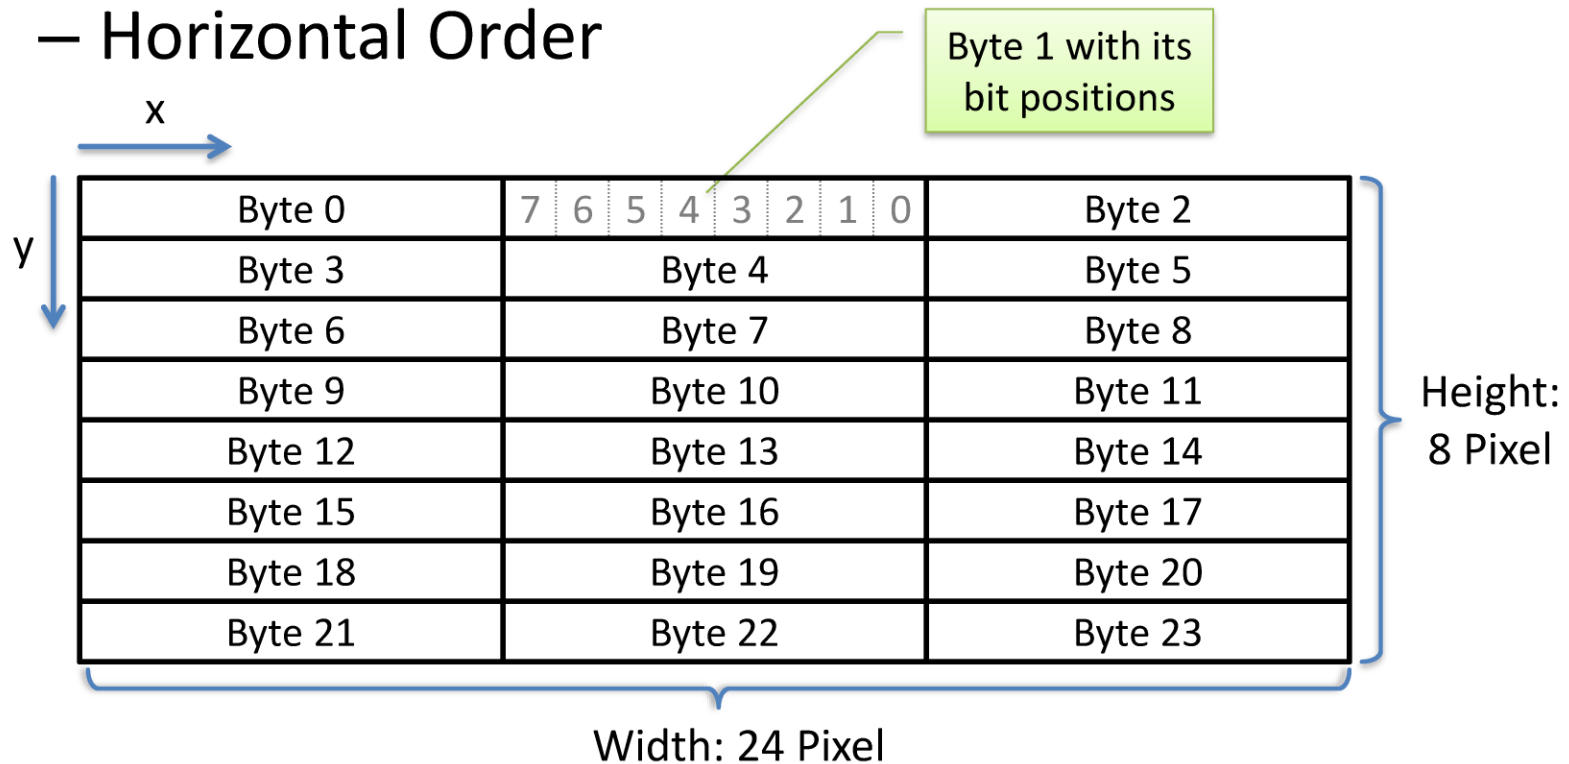 – Horizontal Order
Byte 1 with its
bit positions
x
y
Byte 0 7 6 5 4 3 2 1 0 Byte 2
Byte 3 Byte 4 Byte 5
Byte 6 Byte 7 Byte 8
Byte 9 Byte 10 Byte 11
Byte 12 Byte 13 Byte 14
Byte 15 Byte 16 Byte 17
Byte 18 Byte 19 Byte 20
Byte 21 Byte 22 Byte 23
Height:
8 Pixel
Width: 24 Pixel